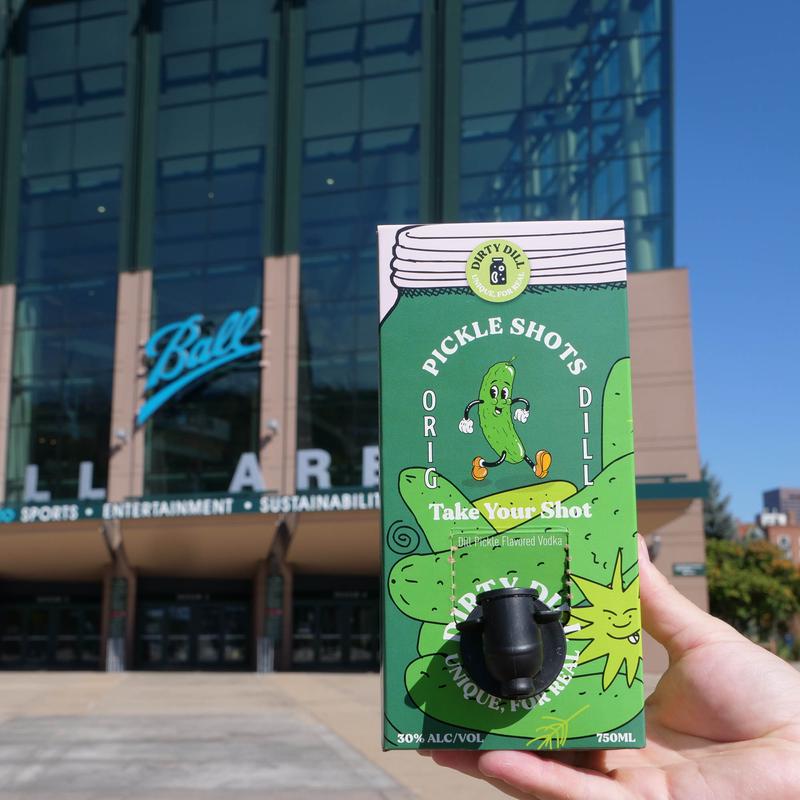 Ball
LL ARE
SPORTS • ENTERTAINMENT • SUSTAINABILIT
DIRTY DILL
UNIQUE, FOR REAL
PICKLE SHOTS
ORIG
DILL
Take Your Shot
Dill Pickle Flavored Vodka
DIRTY DI
UNIQUE, FOR REAL
30% ALC/VOL
750ML